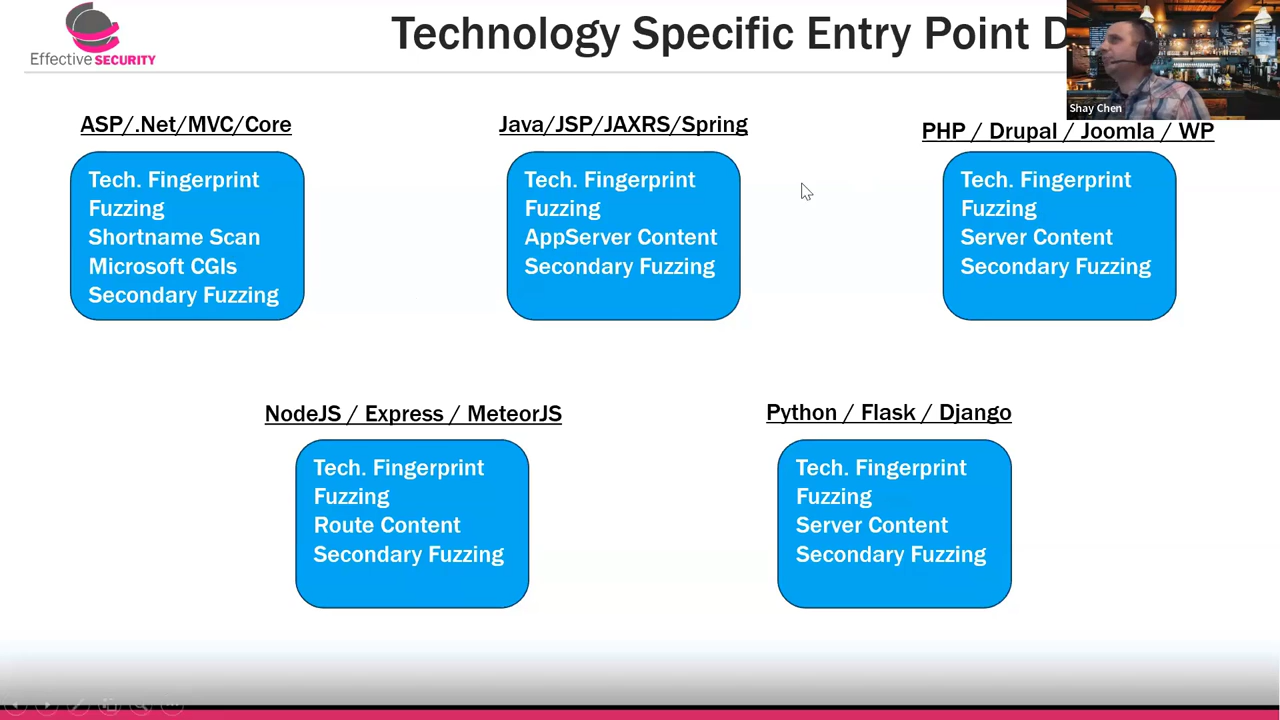 Effective SECURITY
Technology Specific Entry Point D
Shay Chen
ASP/.Net/MVC/Core
Tech. Fingerprint
Fuzzing
Shortname Scan
Microsoft CGIs
Secondary Fuzzing
Java/JSP/JAXRS/Spring
Tech. Fingerprint
Fuzzing
AppServer Content
Secondary Fuzzing
PHP / Drupal / Joomla / WP
Tech. Fingerprint
Fuzzing
Server Content
Secondary Fuzzing
NodeJS / Express / MeteorJS
Tech. Fingerprint
Fuzzing
Route Content
Secondary Fuzzing
Python / Flask / Django
Tech. Fingerprint
Fuzzing
Server Content
Secondary Fuzzing